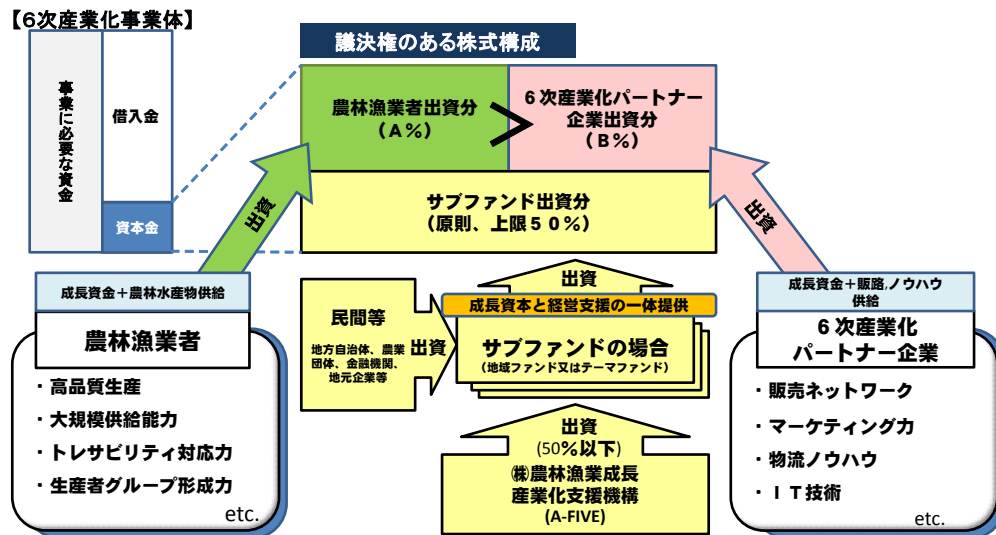 【６次産業化事業体】
事業に必要な資金
借入金
資本金
議決権のある株式構成
農林漁業者出資分
（Ａ％）
＞
６次産業化パートナー
企業出資分
（Ｂ％）
サブファンド出資分
（原則、上限５０％）
出資
出資
成長資金＋農林水産物供給
農林漁業者
・高品質生産
・大規模供給能力
・トレサビリティ対応力
・生産者グループ形成力
etc.
民間等
地方自治体、農業
団体、金融機関、
地元企業等
出資
出資
成長資本と経営支援の一体提供
サブファンドの場合
（地域ファンド又はテーマファンド）
出資
(50％以下)
㈱農林漁業成長
産業化支援機構
(A-FIVE)
成長資金＋販路,ノウハウ
供給
６次産業化
パートナー企業
・販売ネットワーク
・マーケティング力
・物流ノウハウ
・ＩＴ技術
etc.